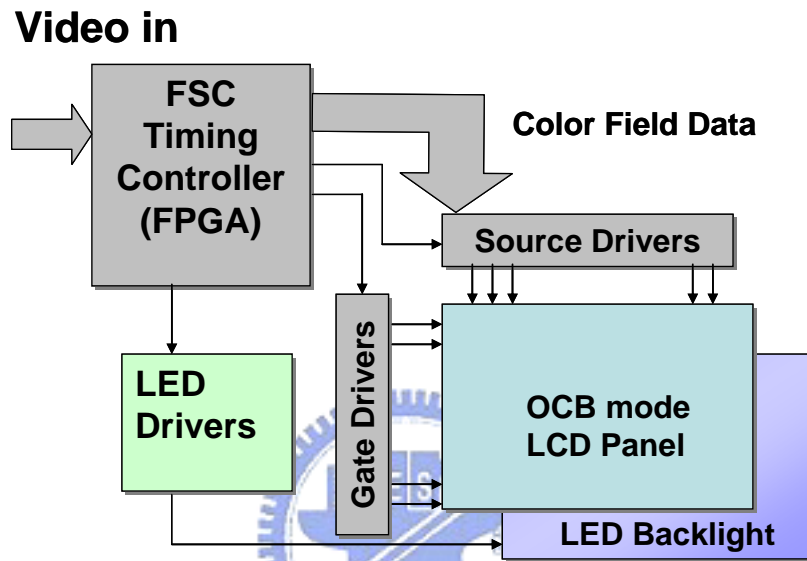 Video in
FSC
Timing
Controller
(FPGA)
Color Field Data
Source Drivers
Gate Drivers
LED
Drivers
OCB mode
LCD Panel
LED Backlight